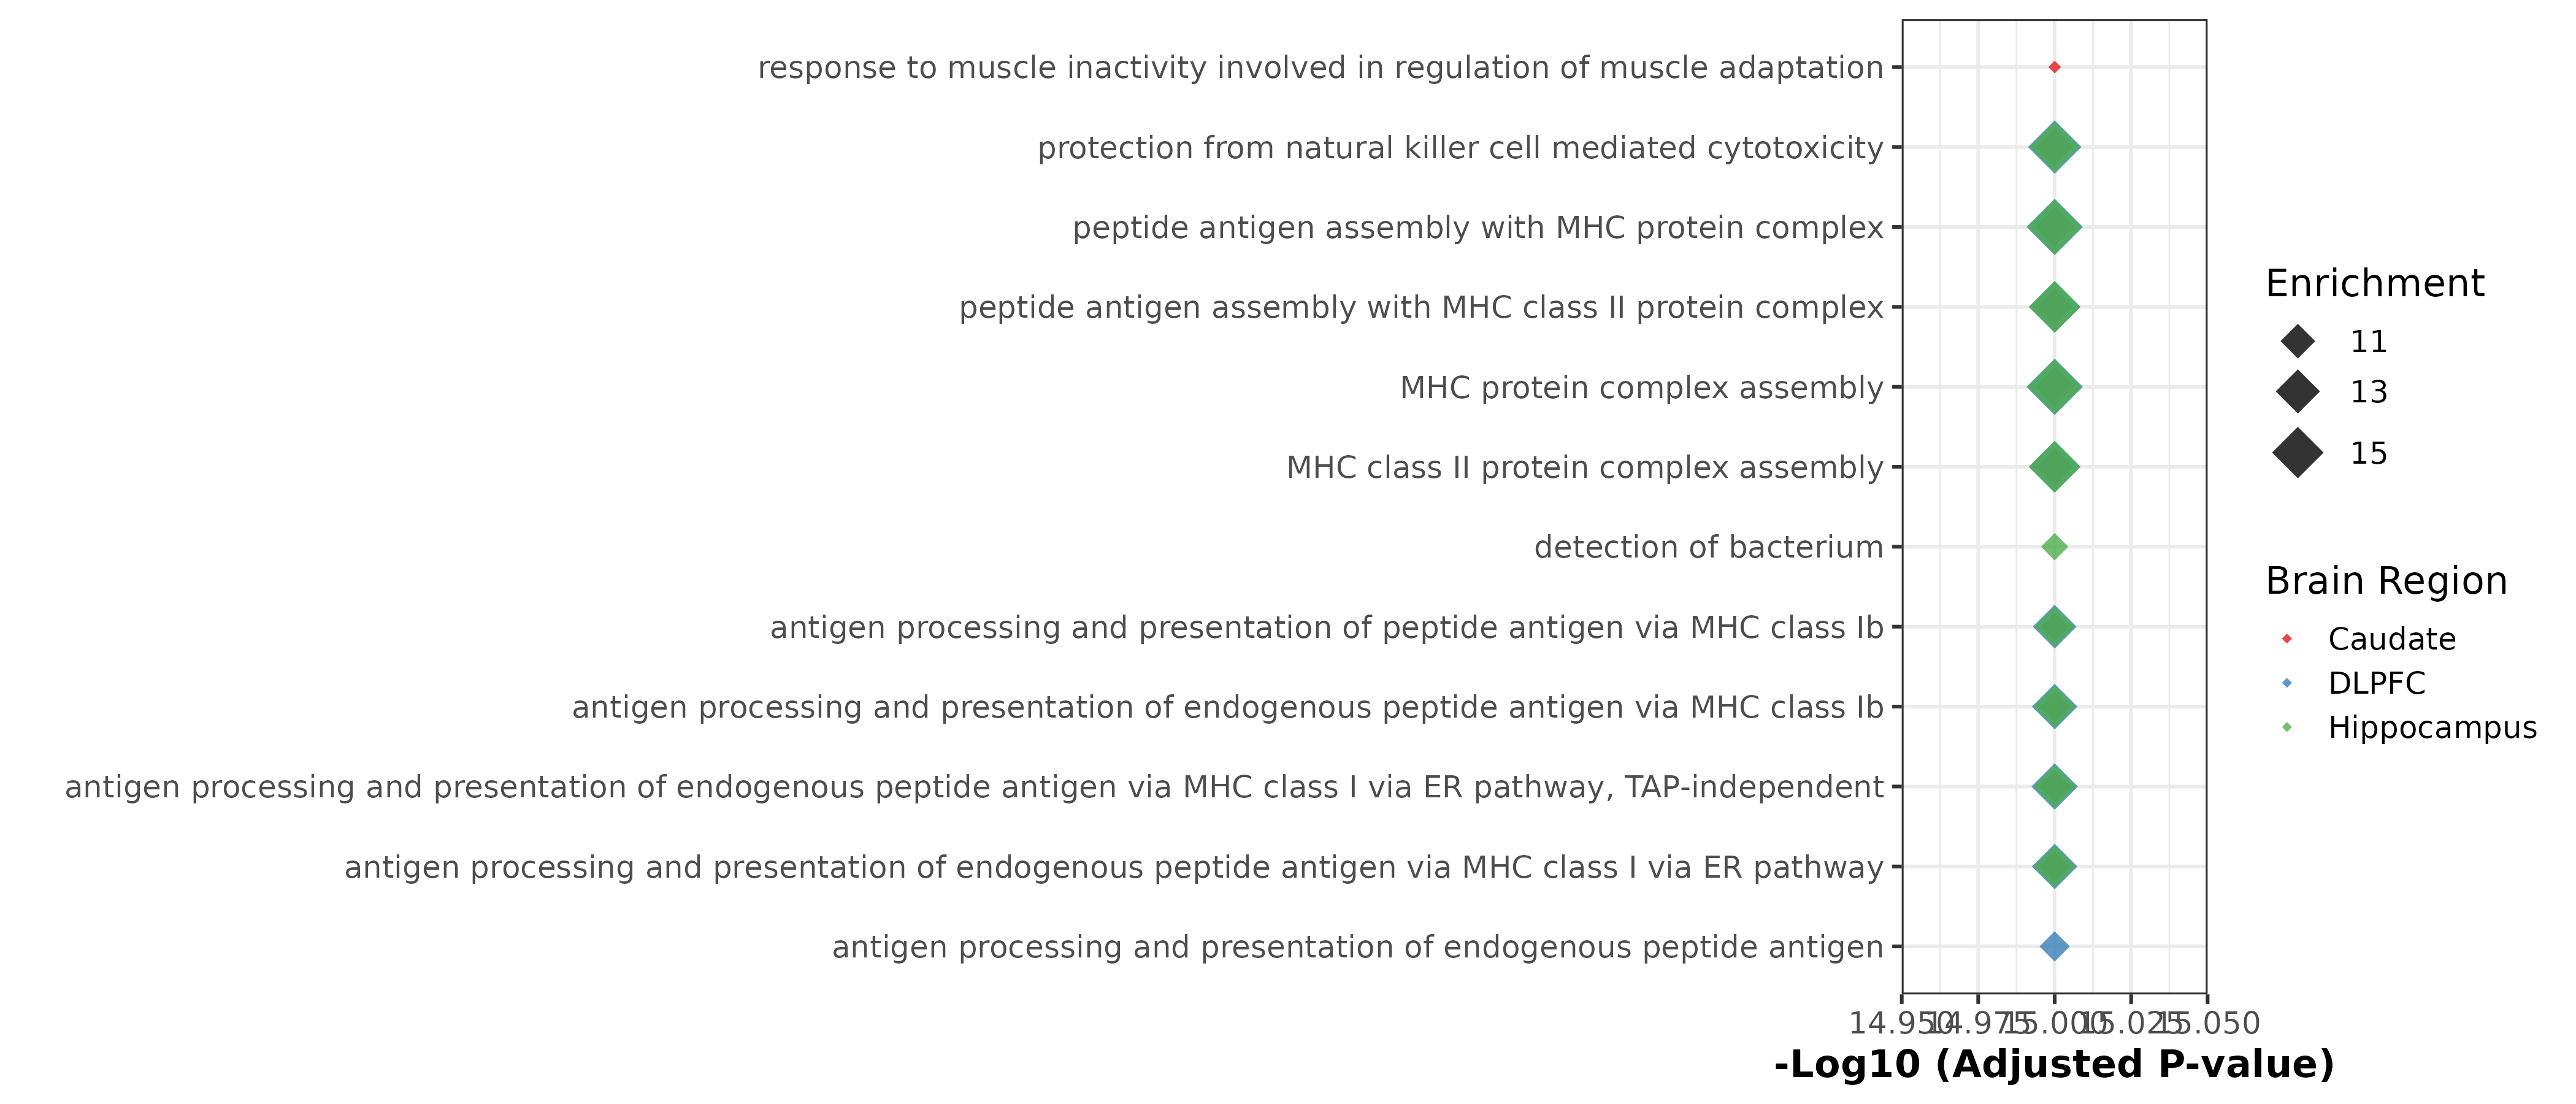 response to muscle inactivity involved in regulation of muscle adaptation
protection from natural killer cell mediated cytotoxicity
peptide antigen assembly with MHC protein complex
peptide antigen assembly with MHC class II protein complex
MHC protein complex assembly
MHC class II protein complex assembly
detection of bacterium
antigen processing and presentation of peptide antigen via MHC class Ib
antigen processing and presentation of endogenous peptide antigen via MHC class Ib
antigen processing and presentation of endogenous peptide antigen via MHC class I via ER pathway, TAP-independent
antigen processing and presentation of endogenous peptide antigen via MHC class I via ER pathway
antigen processing and presentation of endogenous peptide antigen
14.950 14.975 15.000 15.025 15.050
-Log10 (Adjusted P-value)
Enrichment
11
13
15
Brain Region
Caudate
DLPFC
Hippocampus